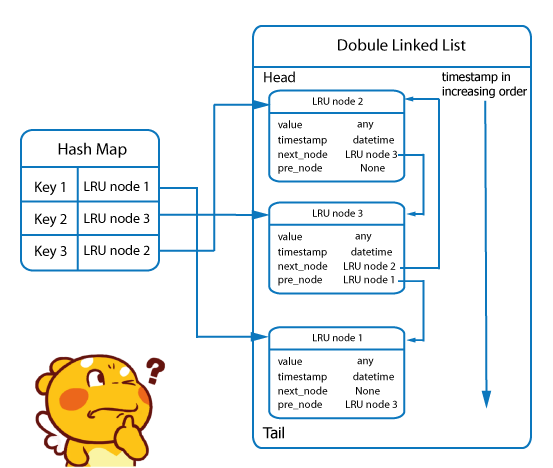 Dobule Linked List
Head
timestamp in
increasing order
LRU node 2
value any
timestamp datetime
next_node LRU node 3
pre_node None
Hash Map
Key 1 LRU node 1
Key 2 LRU node 3
Key 3 LRU node 2
LRU node 3
value any
timestamp datetime
next_node LRU node 2
pre_node LRU node 1
LRU node 1
value any
timestamp datetime
next_node None
pre_node LRU node 3
Tail
?